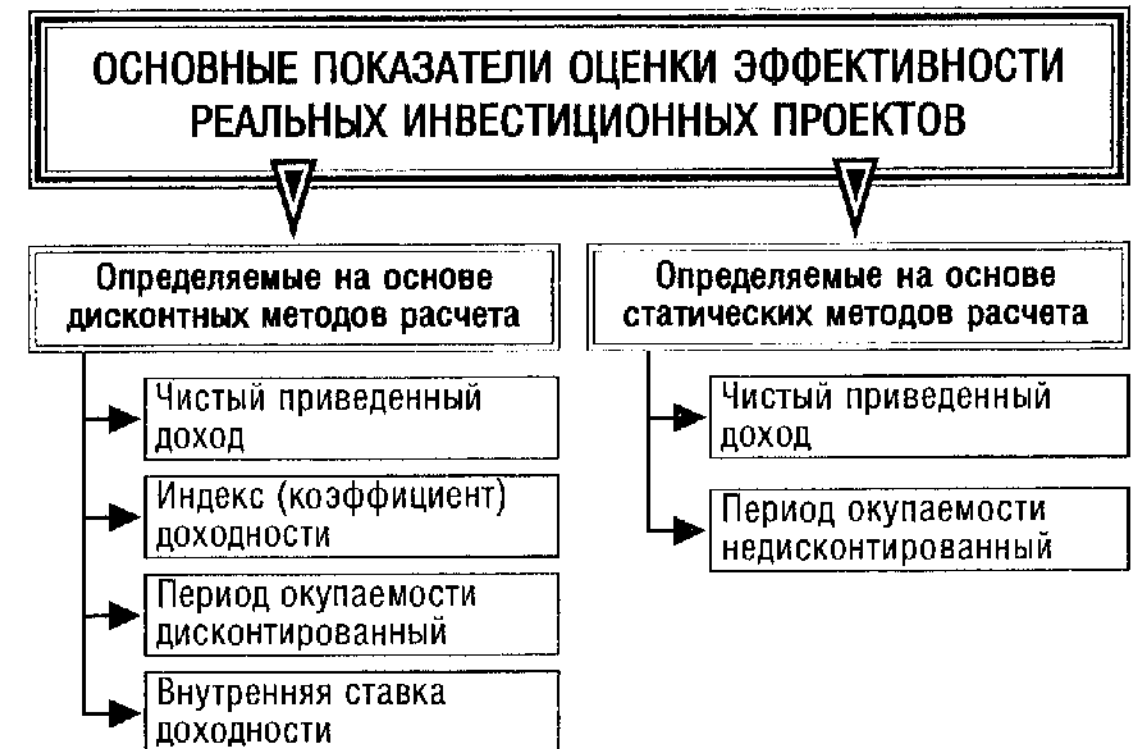 ОСНОВНЫЕ ПОКАЗАТЕЛИ ОЦЕНКИ ЭФФЕКТИВНОСТИ
РЕАЛЬНЫХ ИНВЕСТИЦИОННЫХ ПРОЕКТОВ
Определяемые на основе
дисконтных методов расчета
Чистый приведенный
доход
Индекс (коэффициент)
доходности
Период окупаемости
дисконтированный
Внутренняя ставка
доходности
Определяемые на основе
статических методов расчета
Чистый приведенный
доход
Период окупаемости
недисконтированный